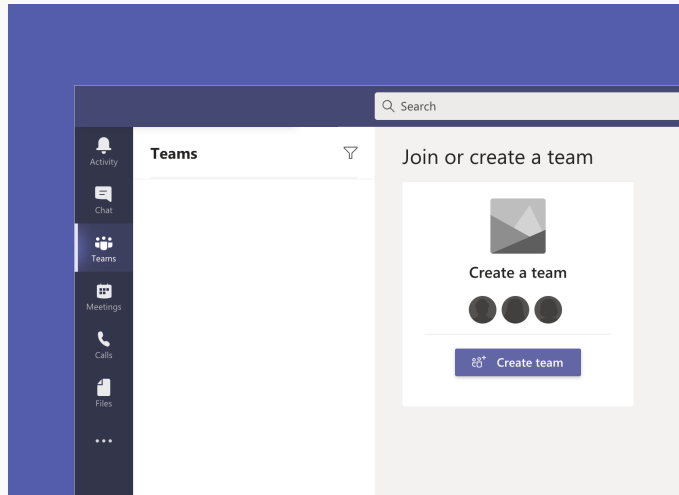 Search
Activity
Chat
Teams
Meetings
Calls
Files
Teams
Join or create a team
Create a team
Create team